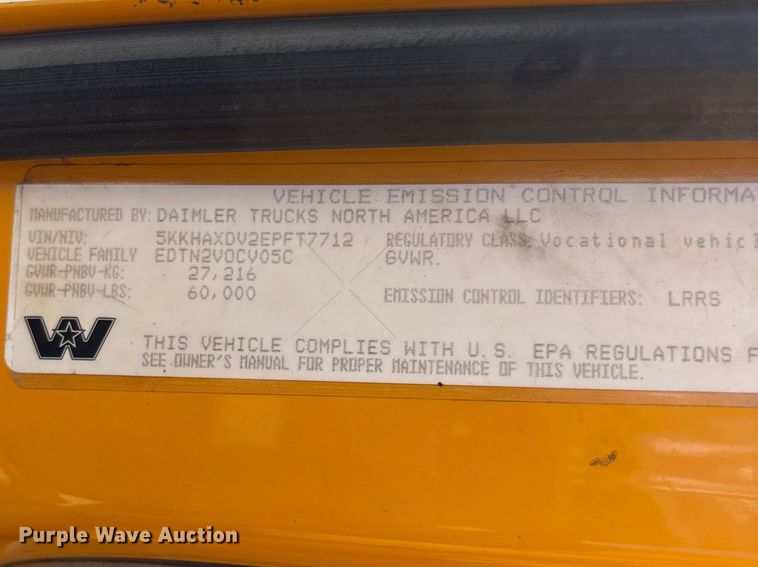 VEHICLE EMISSION CONTROL INFORMA
MANUFACTURED BY: DAIMLER TRUCKS NORTH AMERICA LLC
VIN/NIV: 5KKHAXDV2EPFT7712 REGULATORY CLASS: Vocational vehicl
VEHICLE FAMILY EDTN2VOCV05C GVWR.
GVWR-PNBV-KG: 27,216
GVWR-PNBV-LBS: 60,000 EMISSION CONTROL IDENTIFIERS: LRRS
W
THIS VEHICLE COMPLIES WITH U.S. EPA REGULATIONS F
SEE OWNER'S MANUAL FOR PROPER MAINTENANCE OF THIS VEHICLE.
Purple Wave Auction